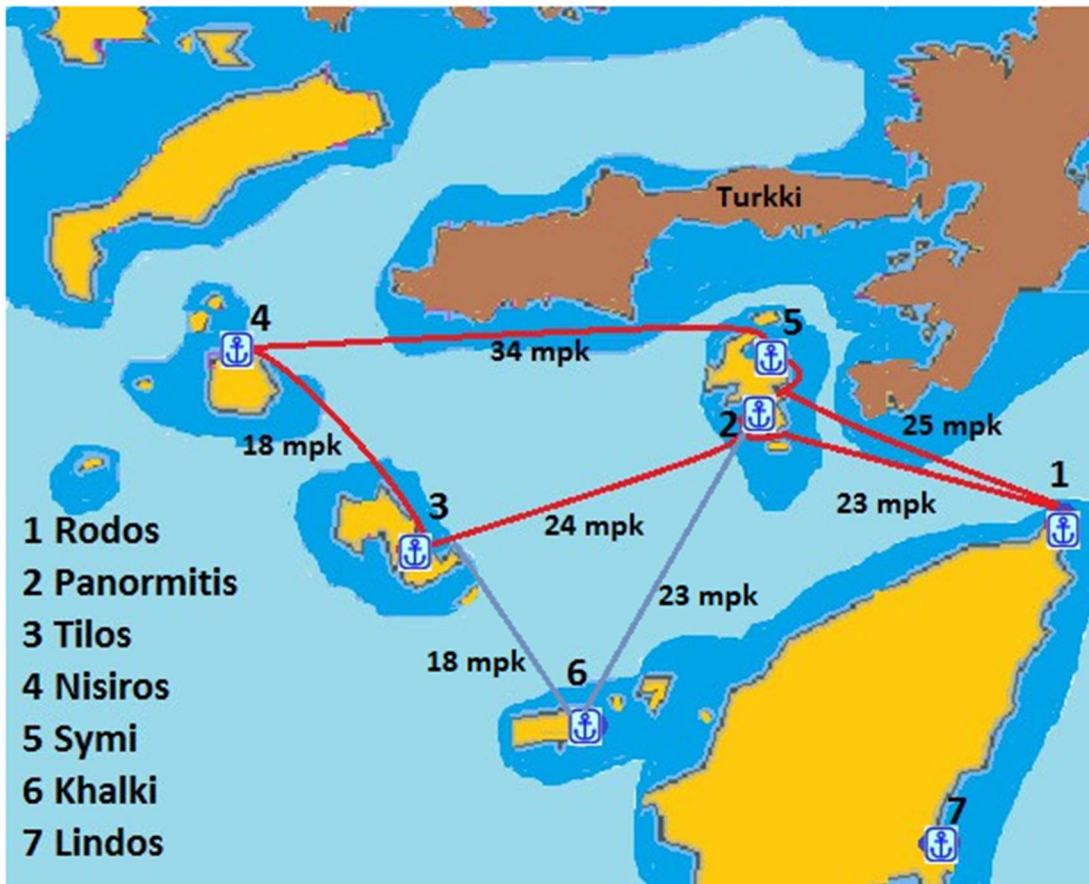 Turkki
4
5
34 mpk
2
25 mpk
18 mpk
1
3
23 mpk
24 mpk
1 Rodos
2 Panormitis
23 mpk
3 Tilos
18 mpk
6
4 Nisiros
5 Symi
6 Khalki
7
7 Lindos